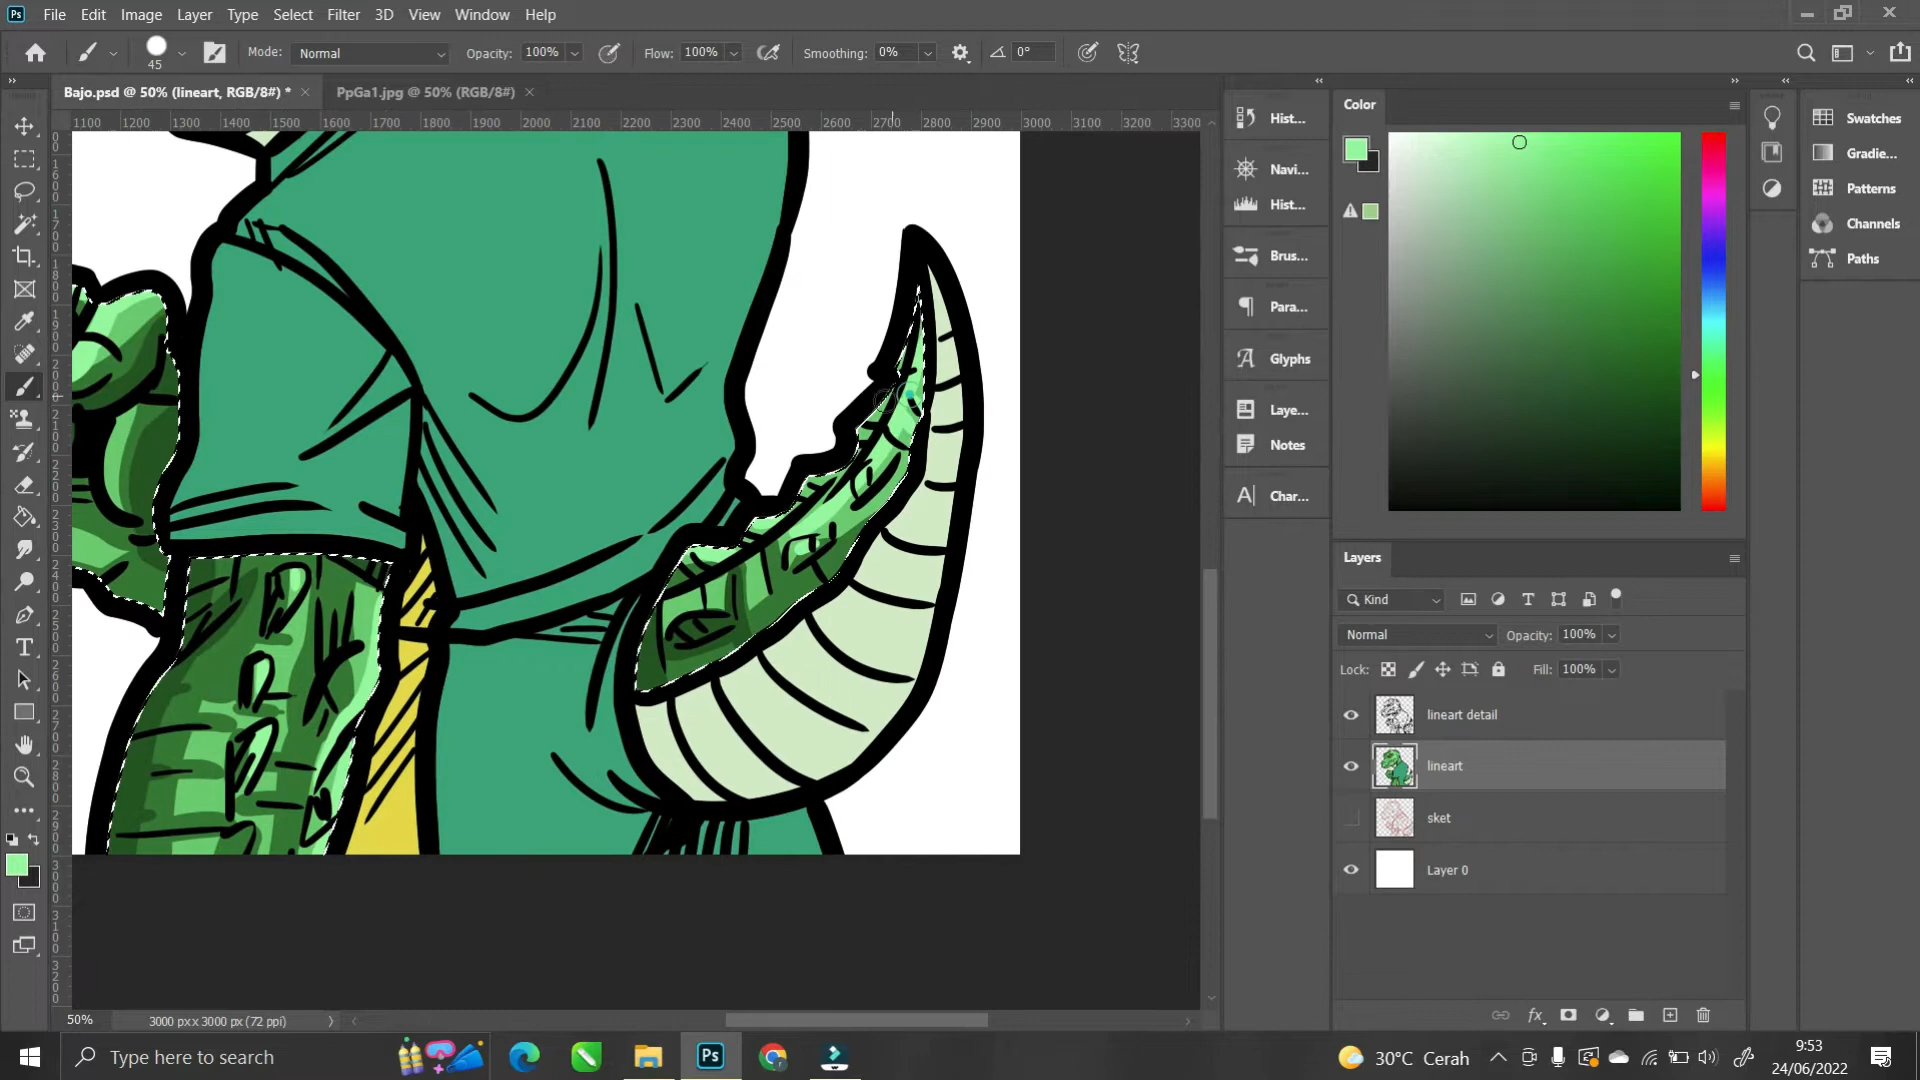 Ps File Edit Image Layer Type Select Filter 3D View Window Help
45 Mode: Normal Opacity: 100% Flow: 100% Smoothing: 0% 0°
Bajo.psd @ 50% (lineart, RGB/8#) * PpGa1.jpg @ 50% (RGB/8#)
1100 1200 1300 1400 1500 1600 1700 1800 1900 2000 2100 2200 2300 2400 2500 2600 2700 2800 2900 3000 3100 3200 3300
Hist...
Navi...
Hist...
Brus...
Para...
Glyphs
Laye...
Notes
Char...
Color
Swatches
Gradie...
Patterns
Channels
Paths
Layers
Kind
Normal Opacity: 100%
Lock: Fill: 100%
lineart detail
lineart
sket
Layer 0
fx
50% 3000 px x 3000 px (72 ppi)
Type here to search
Ps
30°C Cerah
9:53
24/06/2022